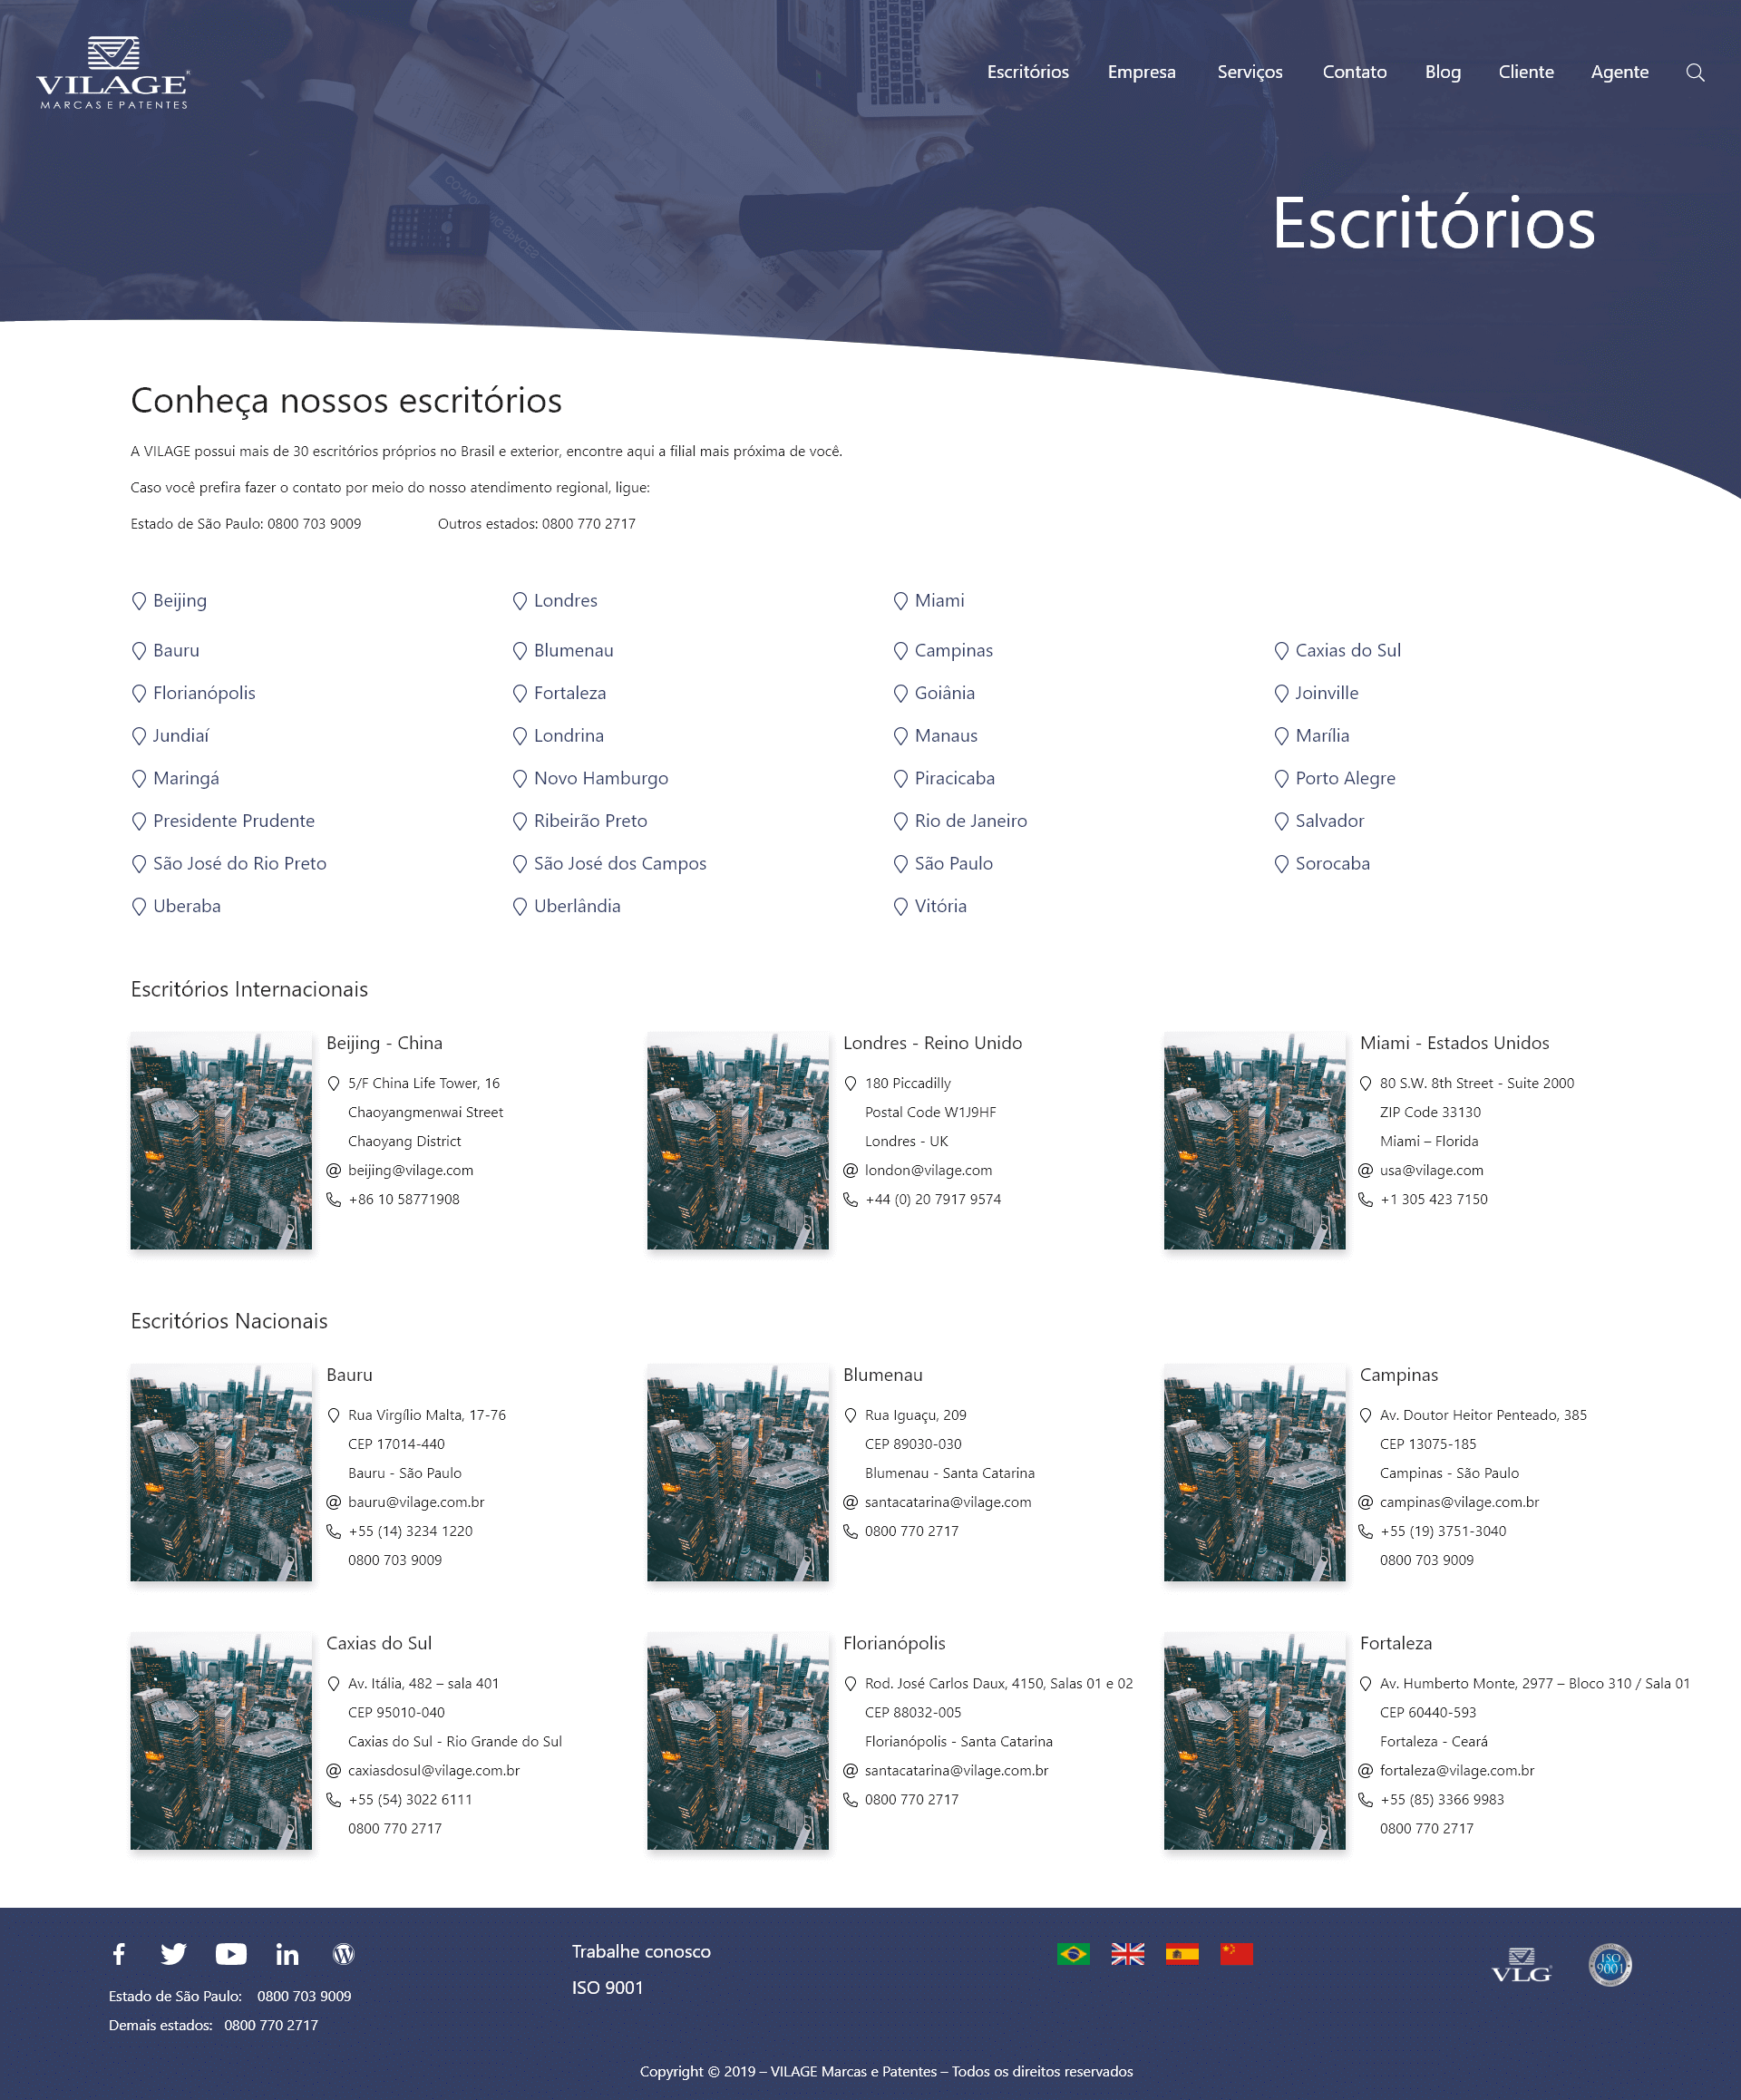 VILAGE®
MARCAS E PATENTES
Escritórios Empresa Serviços Contato Blog Cliente Agente
Escritórios
Conheça nossos escritórios
A VILAGE possui mais de 30 escritórios próprios no Brasil e exterior, encontre aqui a filial mais próxima de você.
Caso você prefira fazer o contato por meio do nosso atendimento regional, ligue:
Estado de São Paulo: 0800 703 9009 Outros estados: 0800 770 2717
Beijing Londres Miami
Bauru Blumenau Campinas Caxias do Sul
Florianópolis Fortaleza Goiânia Joinville
Jundiaí Londrina Manaus Marília
Maringá Novo Hamburgo Piracicaba Porto Alegre
Presidente Prudente Ribeirão Preto Rio de Janeiro Salvador
São José do Rio Preto São José dos Campos São Paulo Sorocaba
Uberaba Uberlândia Vitória
Escritórios Internacionais
Beijing - China
5/F China Life Tower, 16
Chaoyangmenwai Street
Chaoyang District
beijing@vilage.com
+86 10 58771908
Londres - Reino Unido
180 Piccadilly
Postal Code W1J9HF
Londres - UK
london@vilage.com
+44 (0) 20 7917 9574
Miami - Estados Unidos
80 S.W. 8th Street - Suite 2000
ZIP Code 33130
Miami – Florida
usa@vilage.com
+1 305 423 7150
Escritórios Nacionais
Bauru
Rua Virgílio Malta, 17-76
CEP 17014-440
Bauru - São Paulo
bauru@vilage.com.br
+55 (14) 3234 1220
0800 703 9009
Blumenau
Rua Iguaçu, 209
CEP 89030-030
Blumenau - Santa Catarina
santacatarina@vilage.com
0800 770 2717
Campinas
Av. Doutor Heitor Penteado, 385
CEP 13075-185
Campinas - São Paulo
campinas@vilage.com.br
+55 (19) 3751-3040
0800 703 9009
Caxias do Sul
Av. Itália, 482 – sala 401
CEP 95010-040
Caxias do Sul - Rio Grande do Sul
caxiasdosul@vilage.com.br
+55 (54) 3022 6111
0800 770 2717
Florianópolis
Rod. José Carlos Daux, 4150, Salas 01 e 02
CEP 88032-005
Florianópolis - Santa Catarina
santacatarina@vilage.com.br
0800 770 2717
Fortaleza
Av. Humberto Monte, 2977 – Bloco 310 / Sala 01
CEP 60440-593
Fortaleza - Ceará
fortaleza@vilage.com.br
+55 (85) 3366 9983
0800 770 2717
Estado de São Paulo: 0800 703 9009
Demais estados: 0800 770 2717
Trabalhe conosco
ISO 9001
VLG
ISO
9001
Copyright © 2019 – VILAGE Marcas e Patentes – Todos os direitos reservados